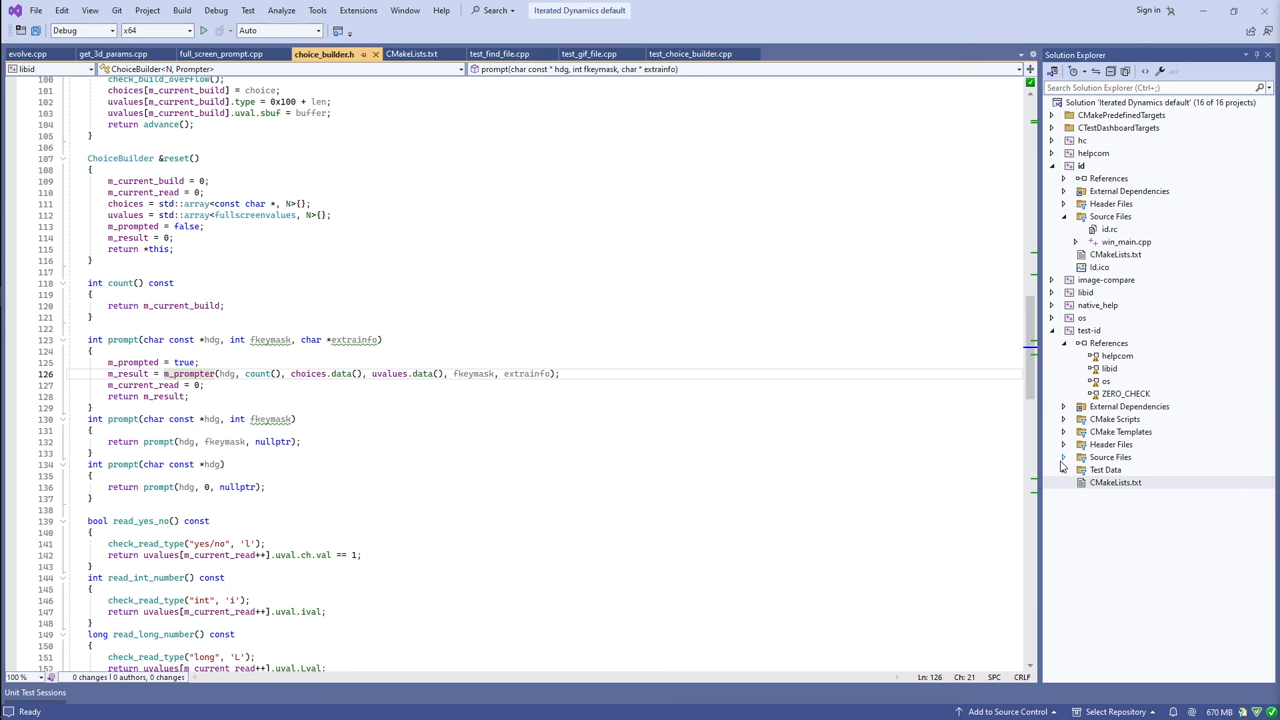 File Edit View Git Project Build Debug Test Analyze Tools Extensions Window Help Search Iterated Dynamics default Sign in
Debug x64 Auto
evolve.cpp get_3d_params.cpp full_screen_prompt.cpp choice_builder.h CMakeLists.txt test_find_file.cpp test_gif_file.cpp test_choice_builder.cpp
libid ChoiceBuilder<N, Prompter> prompt(char const * hdg, int fkeymask, char * extrainfo)
100 check_build_overflow();
101 choices[m_current_build] = choice;
102 uvalues[m_current_build].type = 0x100 + len;
103 uvalues[m_current_build].uval.sbuf = buffer;
104 return advance();
105 }
106
107 ChoiceBuilder &reset()
108 {
109 m_current_build = 0;
110 m_current_read = 0;
111 choices = std::array<const char *, N>{};
112 uvalues = std::array<fullscreenvalues, N>{};
113 m_prompted = false;
114 m_result = 0;
115 return *this;
116 }
117
118 int count() const
119 {
120 return m_current_build;
121 }
122
123 int prompt(char const *hdg, int fkeymask, char *extrainfo)
124 {
125 m_prompted = true;
126 m_result = m_prompter(hdg, count(), choices.data(), uvalues.data(), fkeymask, extrainfo);
127 m_current_read = 0;
128 return m_result;
129 }
130 int prompt(char const *hdg, int fkeymask)
131 {
132 return prompt(hdg, fkeymask, nullptr);
133 }
134 int prompt(char const *hdg)
135 {
136 return prompt(hdg, 0, nullptr);
137 }
138
139 bool read_yes_no() const
140 {
141 check_read_type("yes/no", 'l');
142 return uvalues[m_current_read++].uval.ch.val == 1;
143 }
144 int read_int_number() const
145 {
146 check_read_type("int", 'i');
147 return uvalues[m_current_read++].uval.ival;
148 }
149 long read_long_number() const
150 {
151 check_read_type("long", 'L');
152 return uvalues[m_current_read++].uval.Lval;
100 % 0 changes | 0 authors, 0 changes Ln: 126 Ch: 21 SPC CRLF
Unit Test Sessions
Ready Add to Source Control Select Repository 670 MB
Solution Explorer
Search Solution Explorer (Ctrl+;)
Solution 'Iterated Dynamics default' (16 of 16 projects)
CMakePredefinedTargets
CTestDashboardTargets
hc
helpcom
id
References
External Dependencies
Header Files
Source Files
id.rc
win_main.cpp
CMakeLists.txt
Id.ico
image-compare
libid
native_help
os
test-id
References
helpcom
libid
os
ZERO_CHECK
External Dependencies
CMake Scripts
CMake Templates
Header Files
Source Files
Test Data
CMakeLists.txt